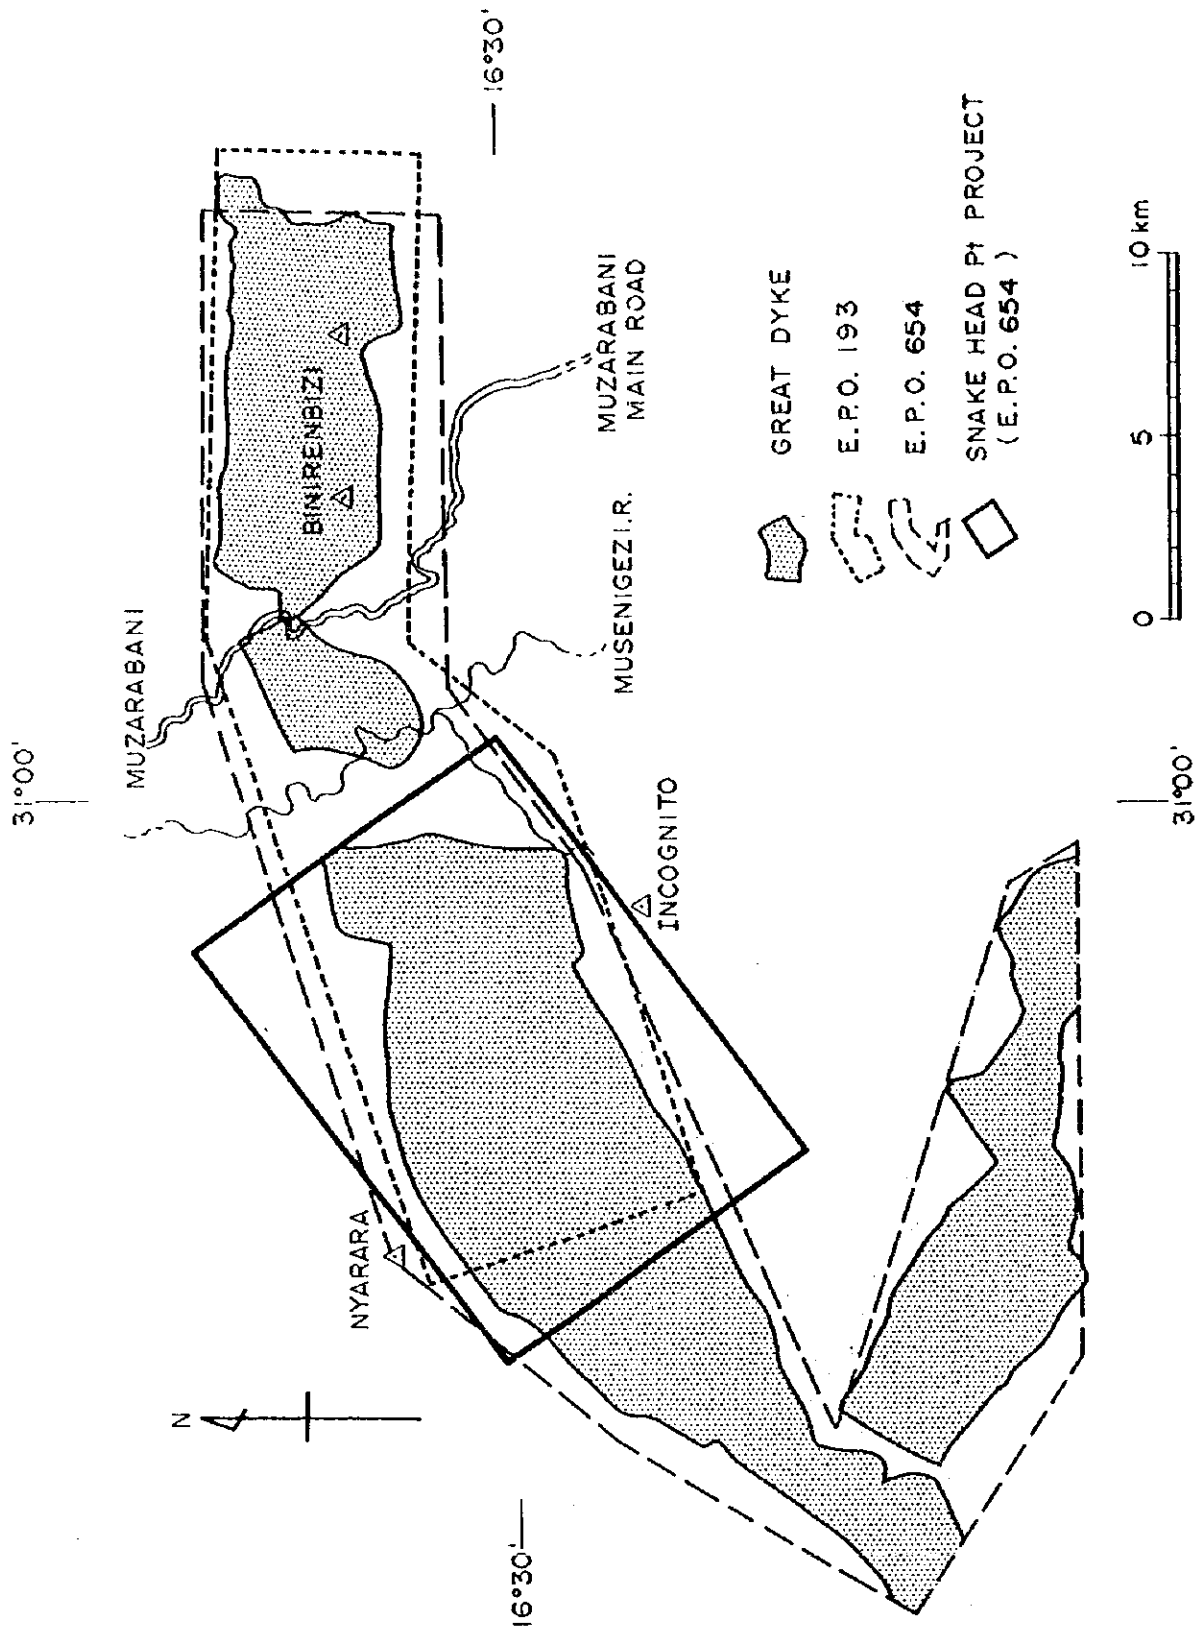 31°00'
16°30'
MUZARABANI
BINIRENBIZI
MUZARABANI
MAIN ROAD
MUSENIGEZI.R.
NYARARA
INCOGNITO
N
16°30'
31°00'
GREAT DYKE
E.P.O. 193
E.P.O. 654
SNAKE HEAD Pt PROJECT
(E.P.O. 654)
0
5
10 km